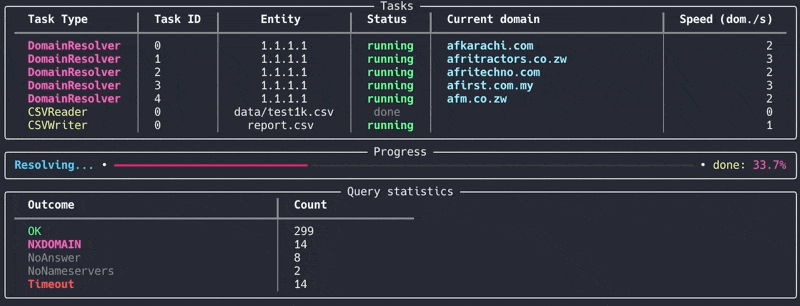 Tasks
Task Type Task ID Entity Status Current domain Speed (dom./s)
DomainResolver 0 1.1.1.1 running afkarachi.com 2
DomainResolver 1 1.1.1.1 running afritractors.co.zw 3
DomainResolver 2 1.1.1.1 running afritechno.com 2
DomainResolver 3 1.1.1.1 running afirst.com.my 3
DomainResolver 4 1.1.1.1 running afm.co.zw 2
CSVReader 0 data/test1k.csv done 0
CSVWriter 0 report.csv running 1
Progress
Resolving... • • done: 33.7%
Query statistics
Outcome Count
OK 299
NXDOMAIN 14
NoAnswer 8
NoNameservers 2
Timeout 14